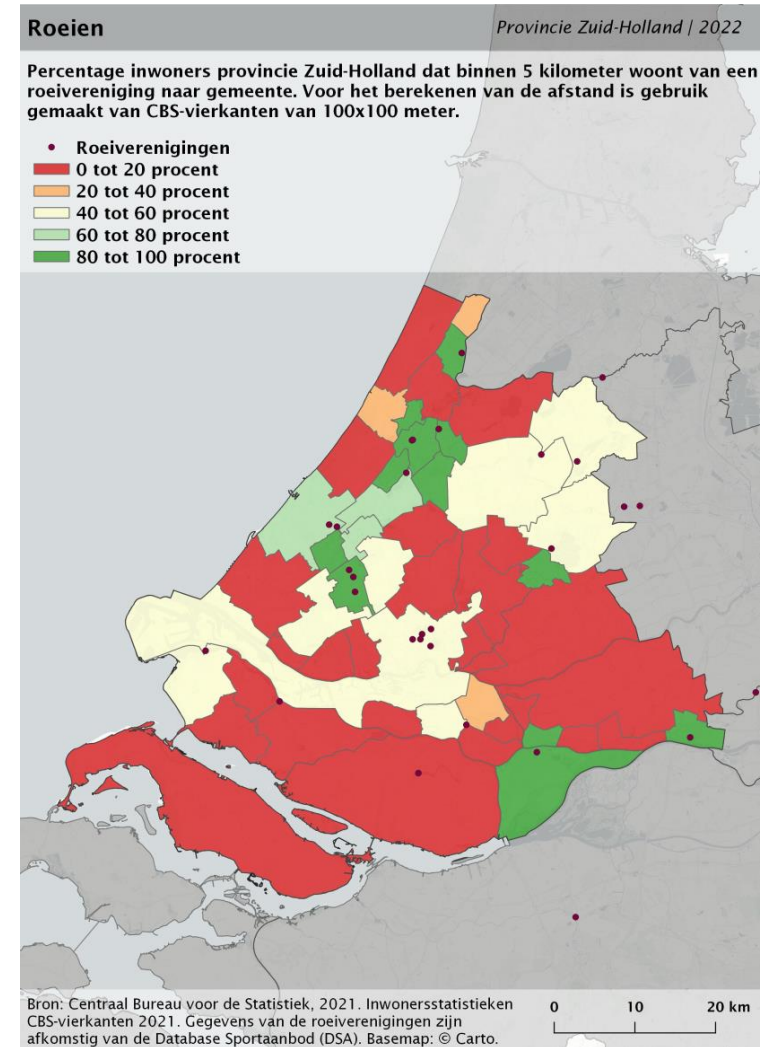 Roeien
Provincie Zuid-Holland | 2022
Percentage inwoners provincie Zuid-Holland dat binnen 5 kilometer woont van een
roeivereniging naar gemeente. Voor het berekenen van de afstand is gebruik
gemaakt van CBS-vierkanten van 100x100 meter.
Roeiverenigingen
0 tot 20 procent
20 tot 40 procent
40 tot 60 procent
60 tot 80 procent
80 tot 100 procent
Bron: Centraal Bureau voor de Statistiek, 2021. Inwonersstatistieken
CBS-vierkanten 2021. Gegevens van de roeiverenigingen zijn
afkomstig van de Database Sportaanbod (DSA). Basemap: © Carto.
0 10 20 km